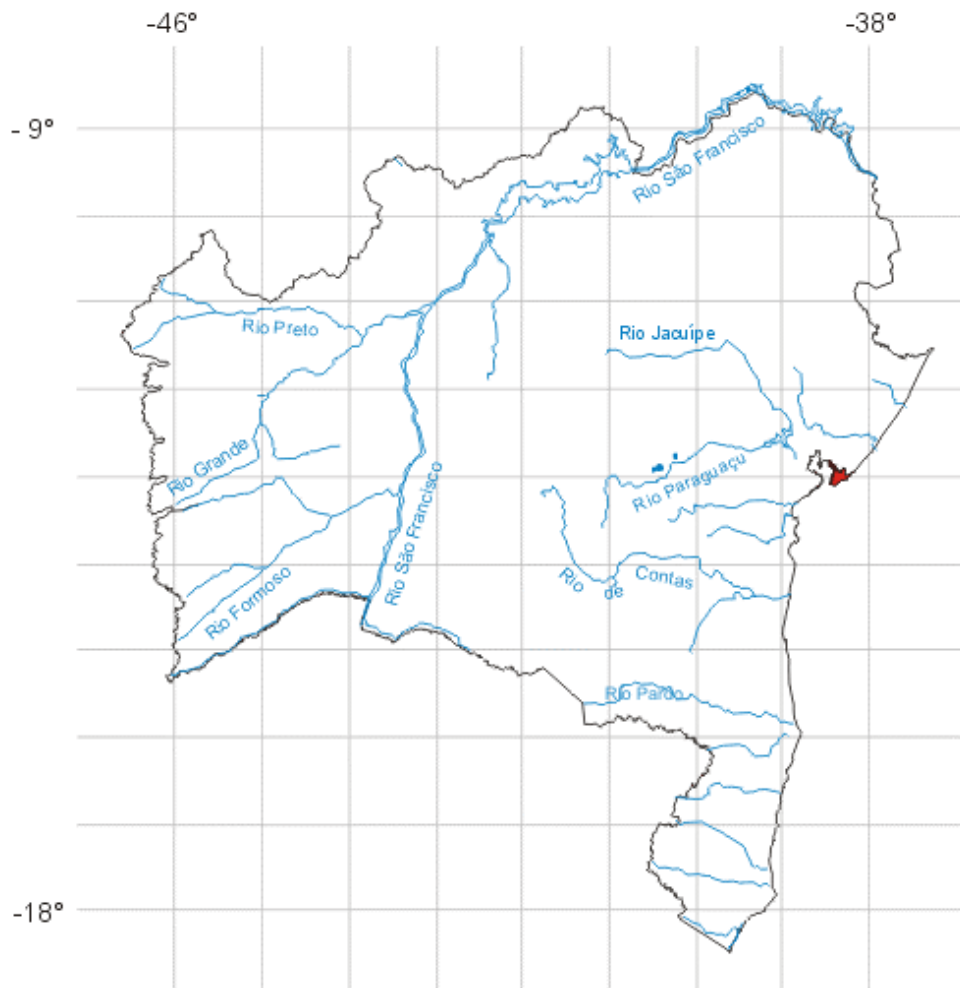 -46°
-38°
- 9°
Rio São Francisco
Rio Preto
Rio Jacuípe
Rio Grande
Rio Paraguaçu
Rio São Francisco
Rio de Contas
Rio Formoso
Rio Pardo
-18°